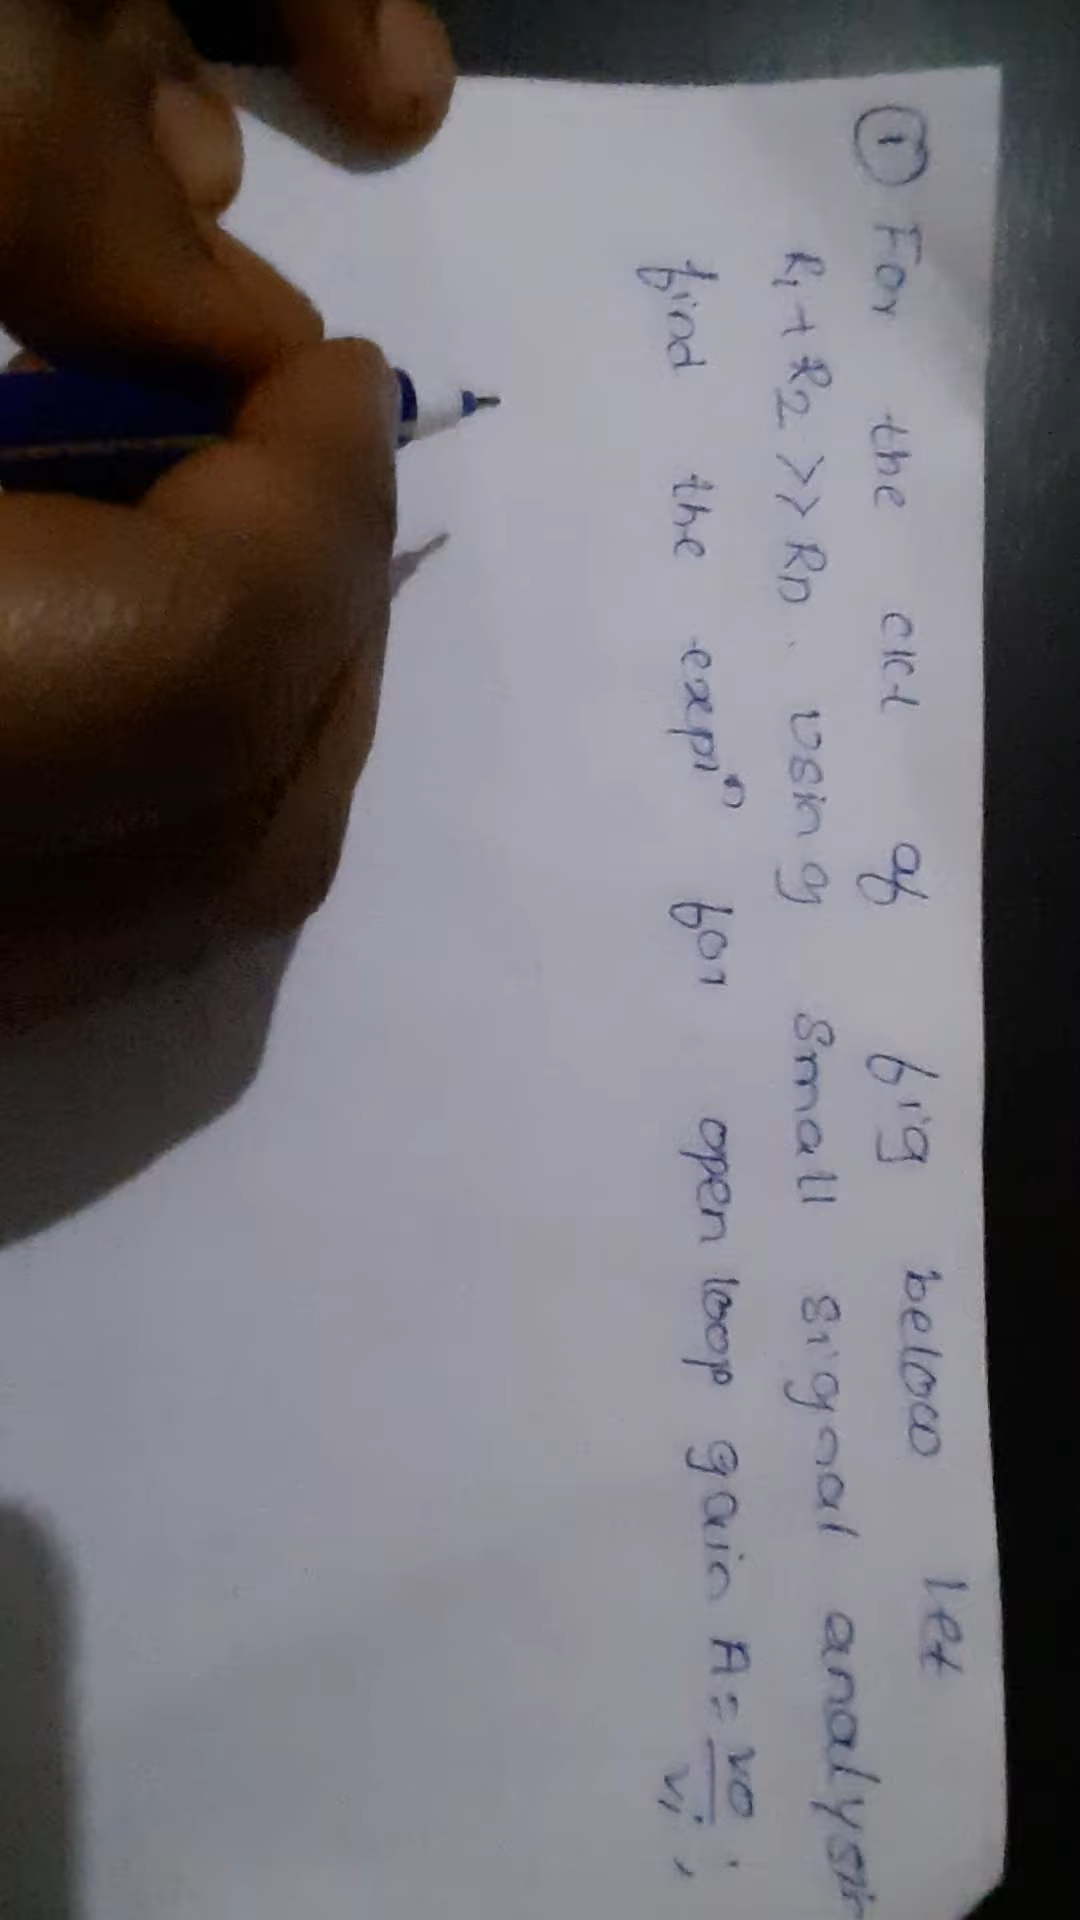 ① For the ckt of fig below let
R1 + R2 >> RD. Using small signal analysis
find the exprⁿ for open loop gain A = vo/vi ;